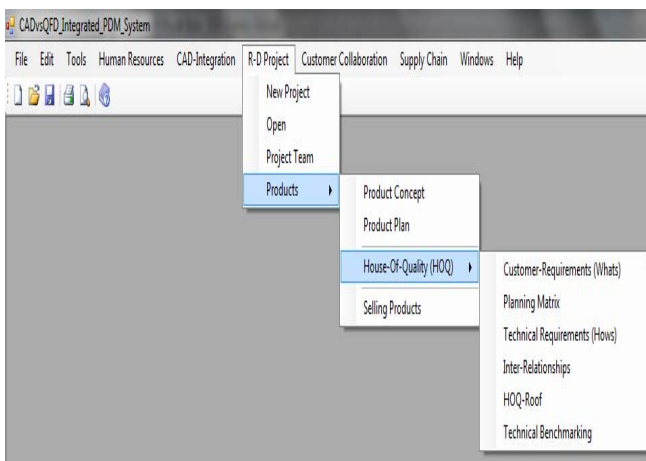 CADvsQFD_Integrated_PDM_System
File Edit Tools Human Resources CAD-Integration R-D Project Customer Collaboration Supply Chain Windows Help
New Project
Open
Project Team
Products
Product Concept
Product Plan
House-Of-Quality (HOQ)
Selling Products
Customer-Requirements (Whats)
Planning Matrix
Technical Requirements (Hows)
Inter-Relationships
HOQ-Roof
Technical Benchmarking